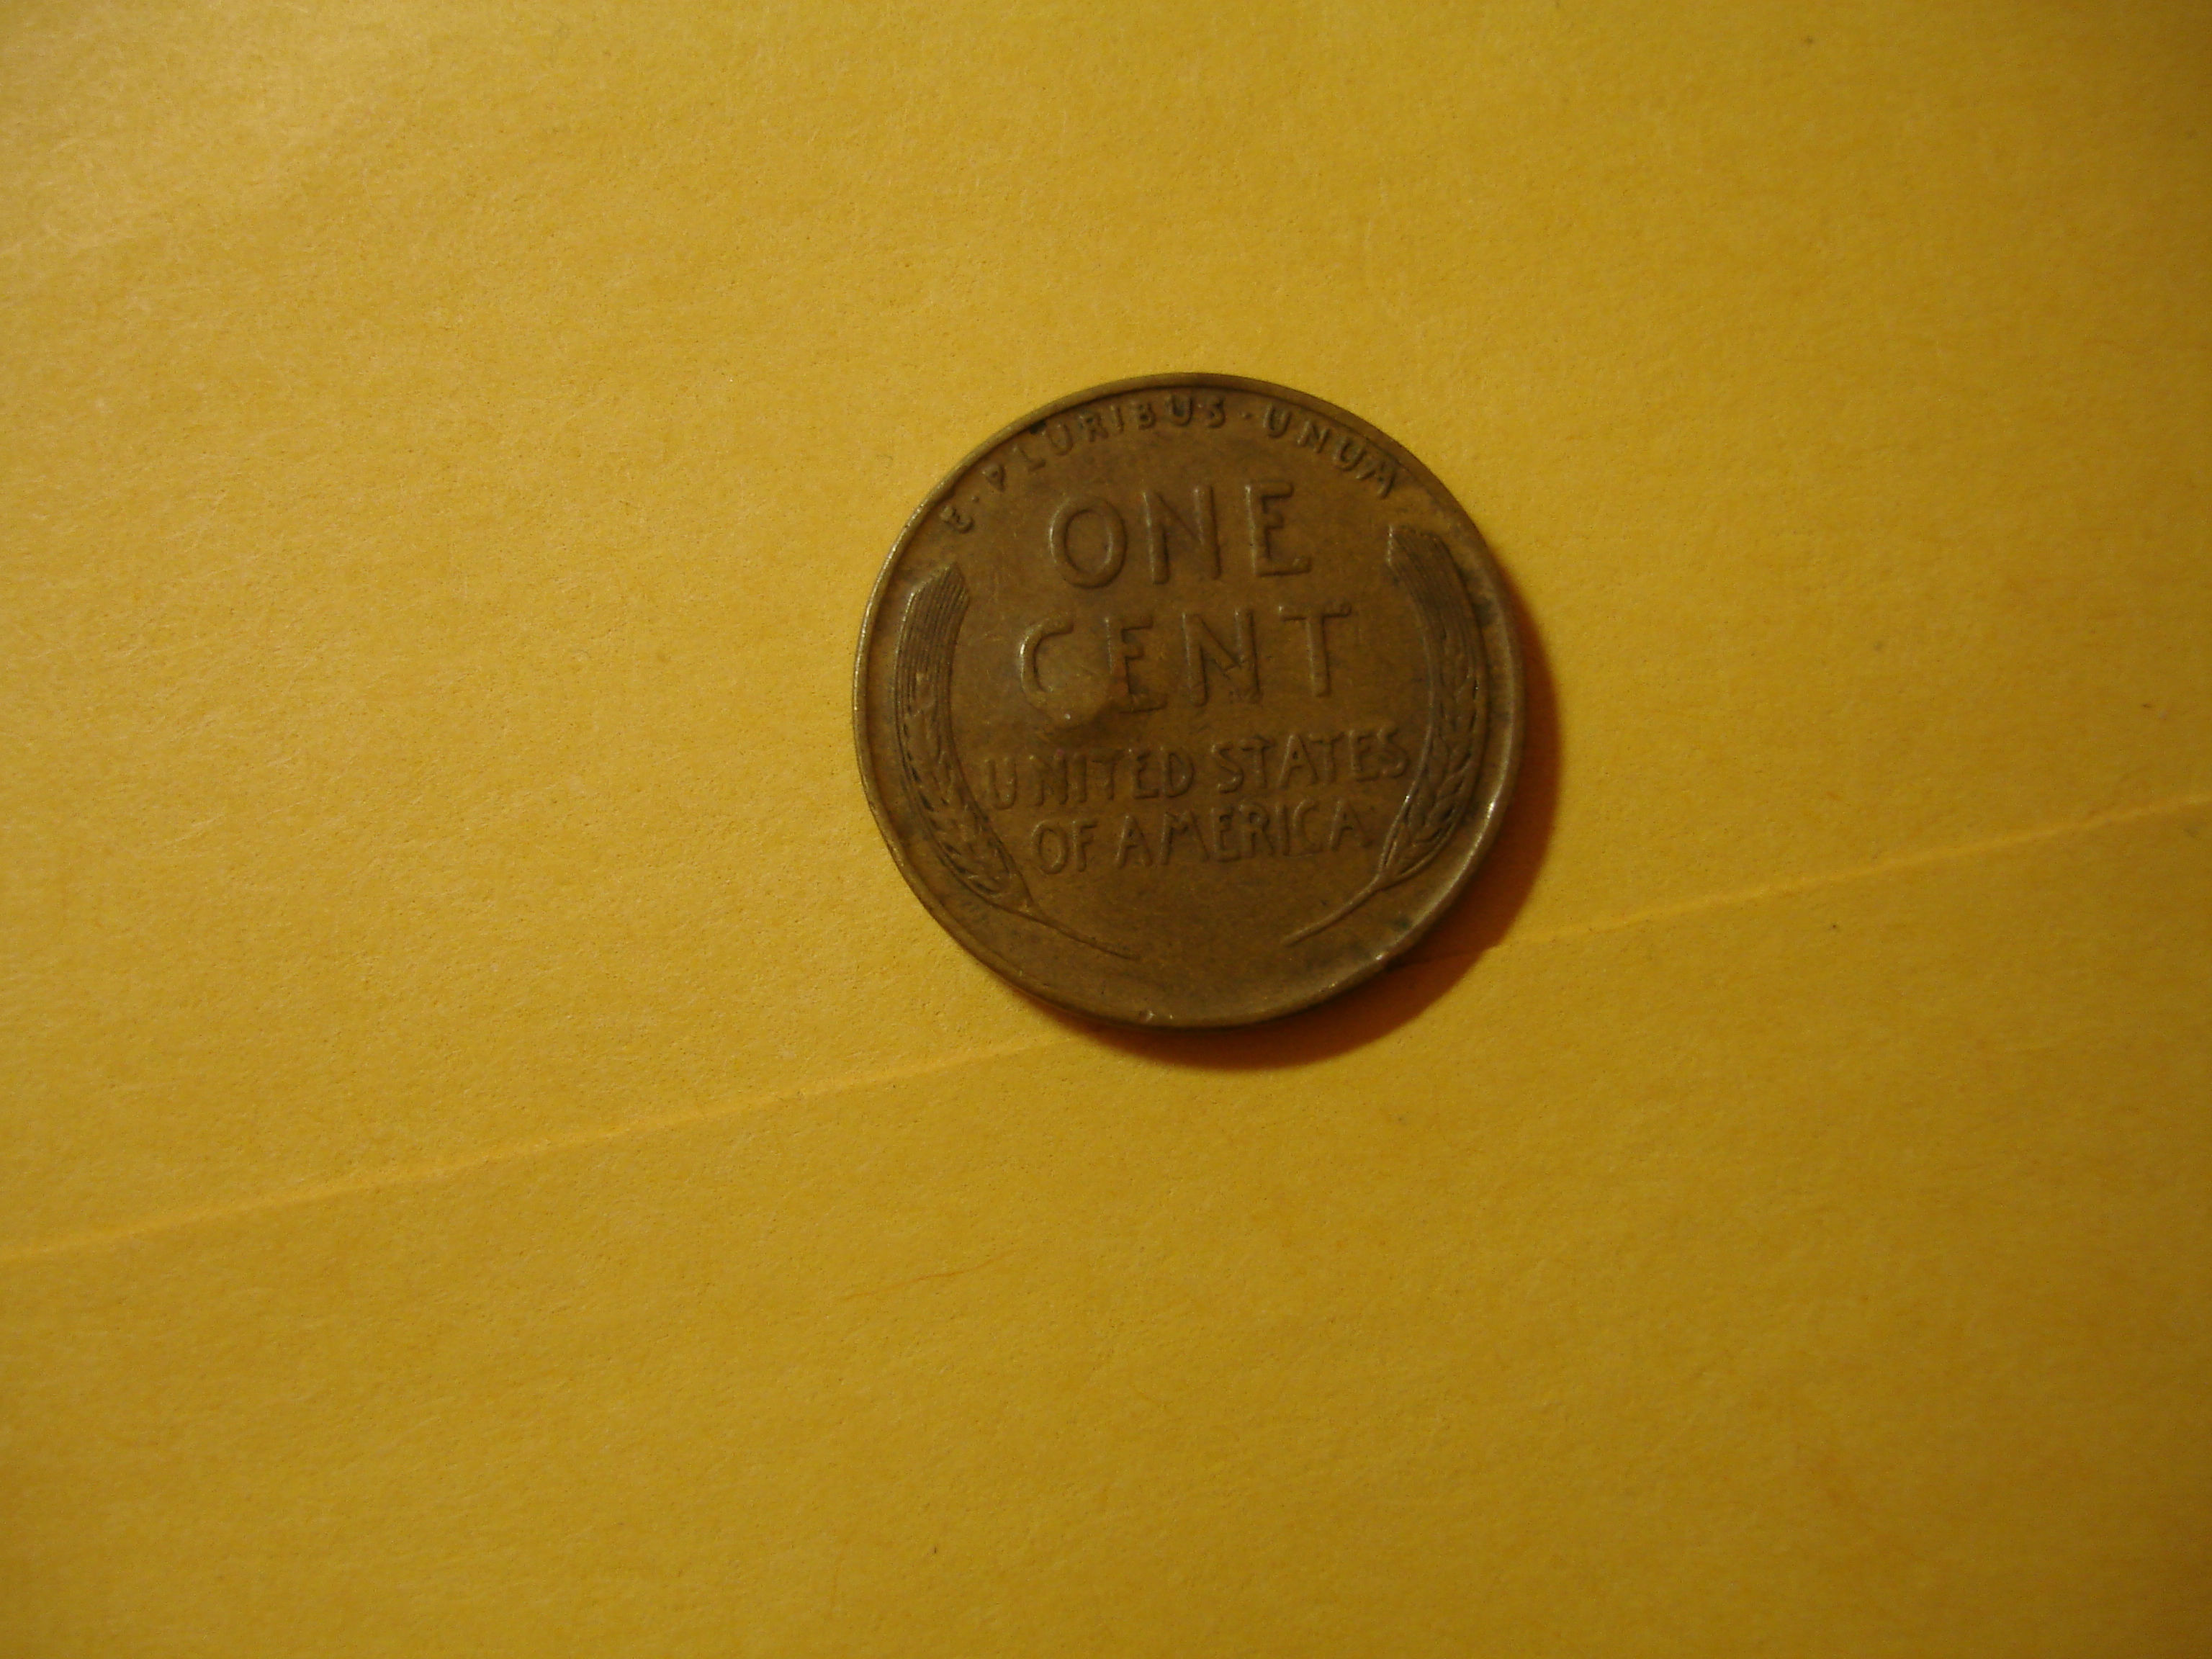 E·PLURIBUS·UNUM
ONE
CENT
UNITED STATES
OF AMERICA